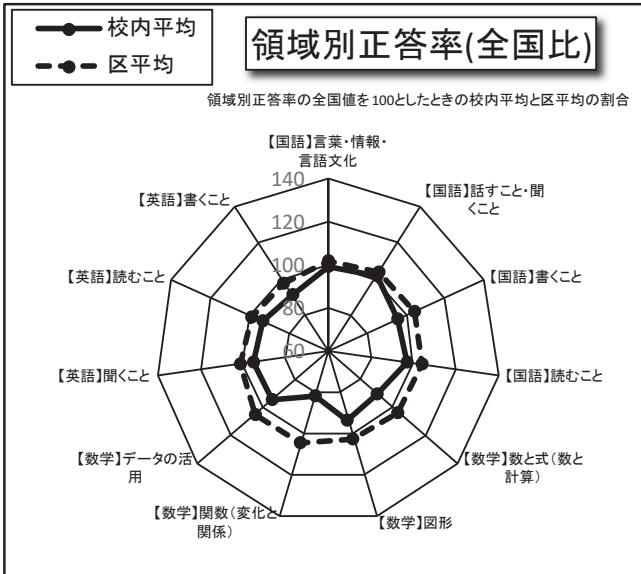 校内平均
区平均
領域別正答率(全国比)
領域別正答率の全国値を100としたときの校内平均と区平均の割合
【国語】言葉・情報・
言語文化
【国語】話すこと・聞
くこと
【国語】書くこと
【国語】読むこと
【数学】数と式(数と
計算)
【数学】図形
【数学】関数(変化と
関係)
【数学】データの活
用
【英語】聞くこと
【英語】読むこと
【英語】書くこと
140
120
100
80
60